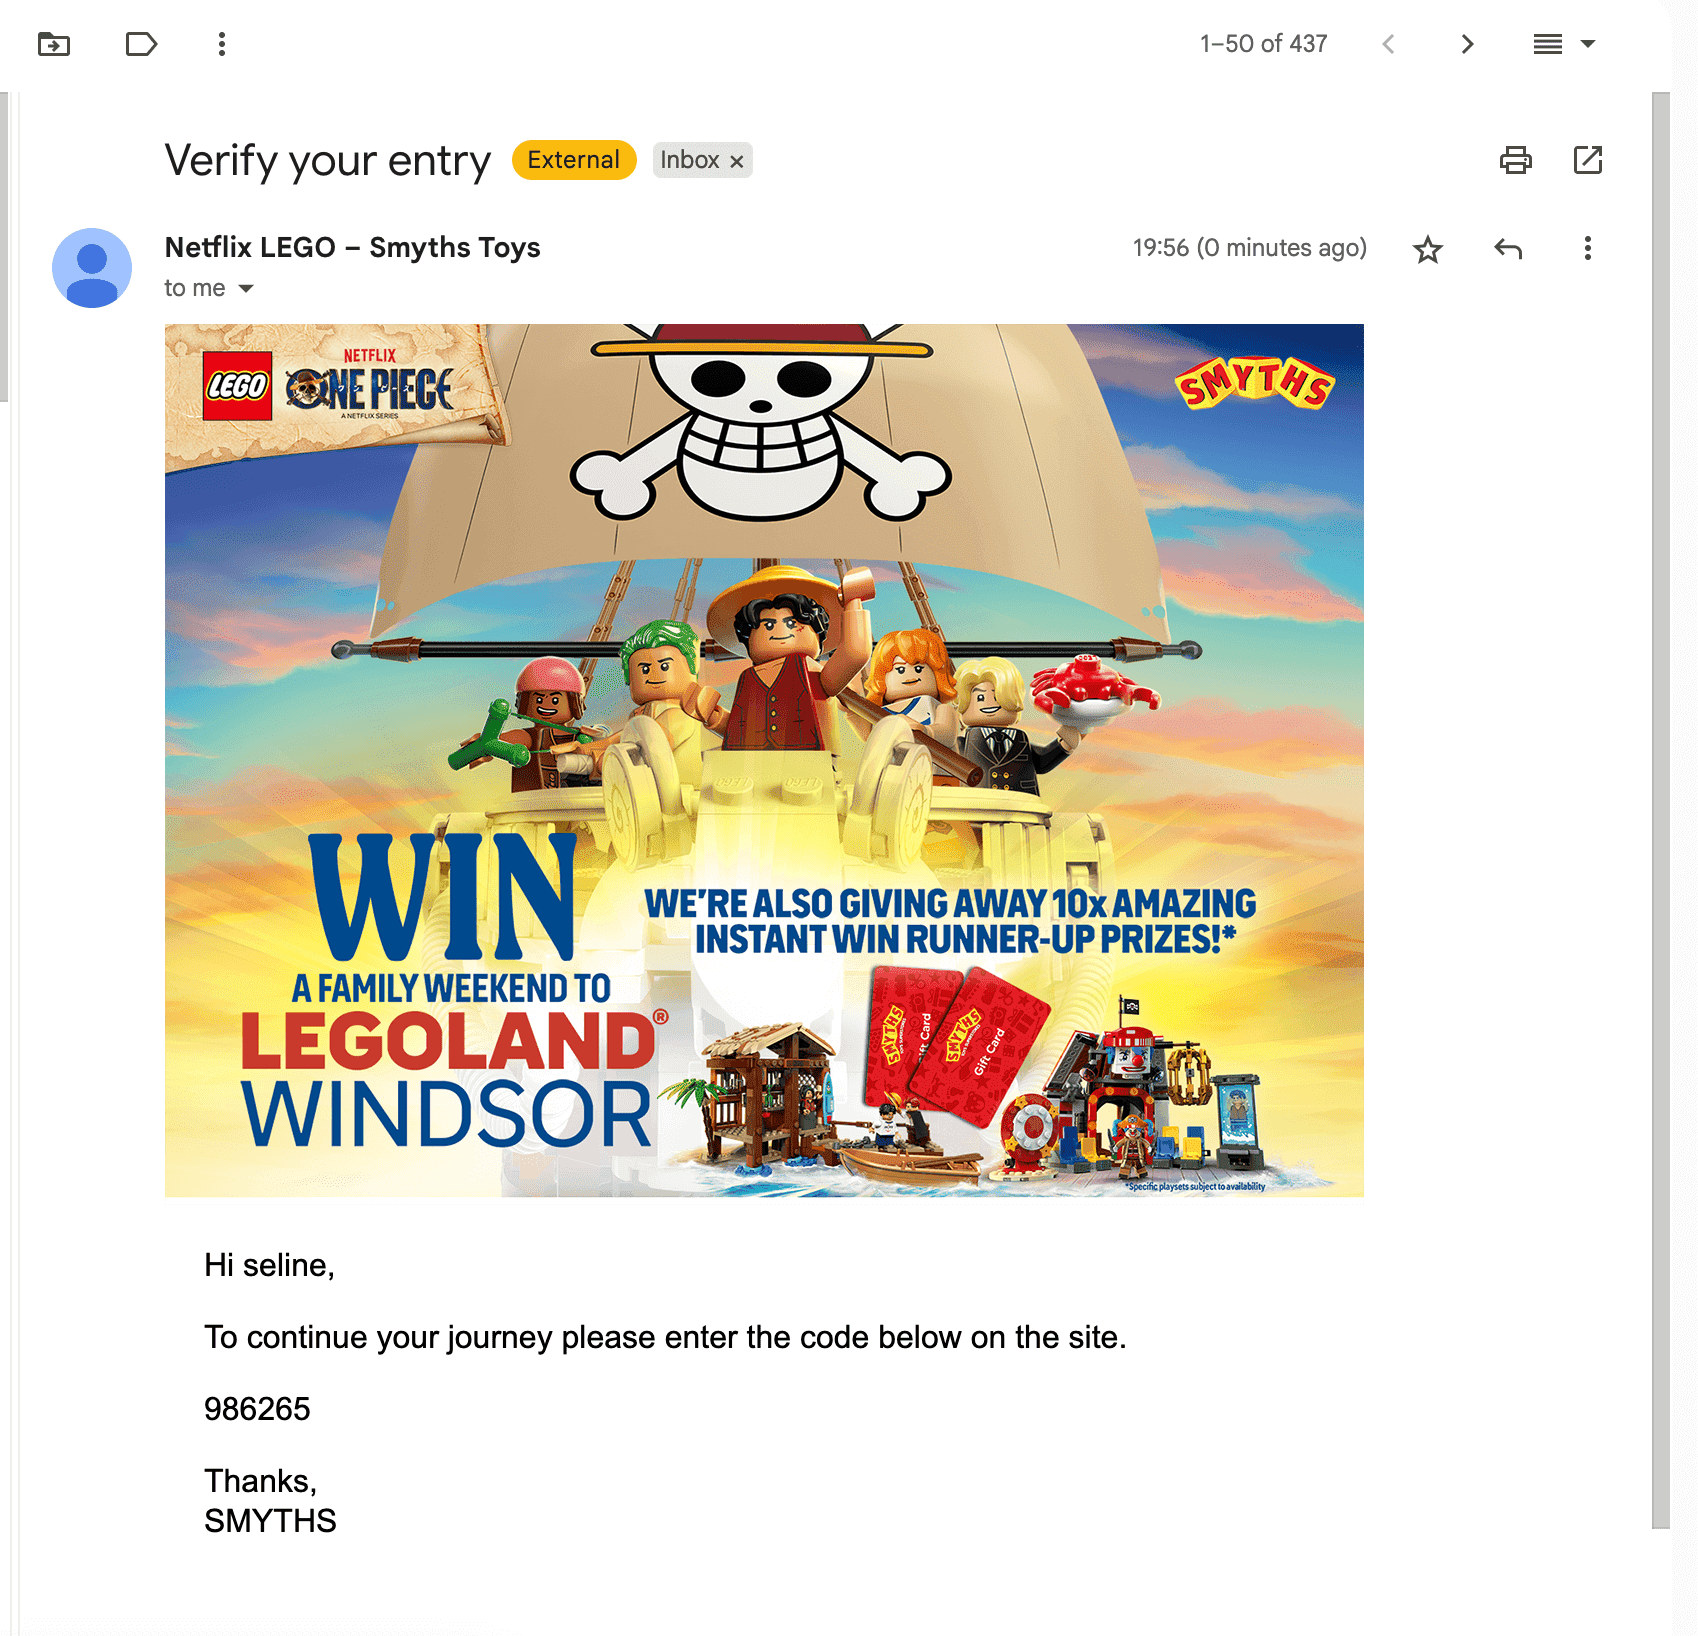 1–50 of 437
Verify your entry
External
Inbox ×
Netflix LEGO – Smyths Toys
19:56 (0 minutes ago)
to me
LEGO
NETFLIX
ONE PIECE
A NETFLIX SERIES
SMYTHS
WIN
A FAMILY WEEKEND TO
LEGOLAND®
WINDSOR
WE'RE ALSO GIVING AWAY 10x AMAZING
INSTANT WIN RUNNER-UP PRIZES!*
SMYTHS
Gift Card
SMYTHS
Gift Card
*Specific playsets subject to availability
Hi seline,
To continue your journey please enter the code below on the site.
986265
Thanks,
SMYTHS